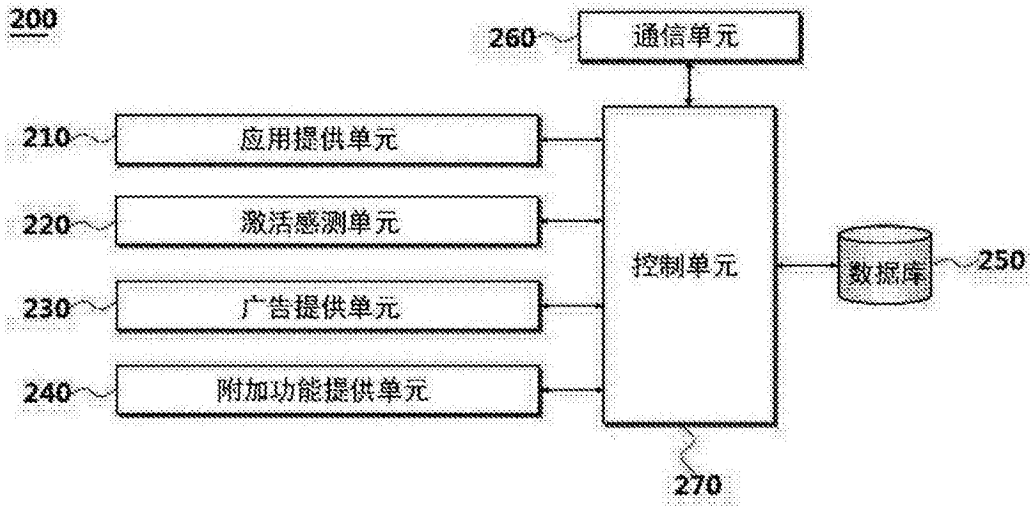 200
260 通信单元
210 应用提供单元
220 激活感测单元
控制单元
数据库 250
230 广告提供单元
240 附加功能提供单元
270